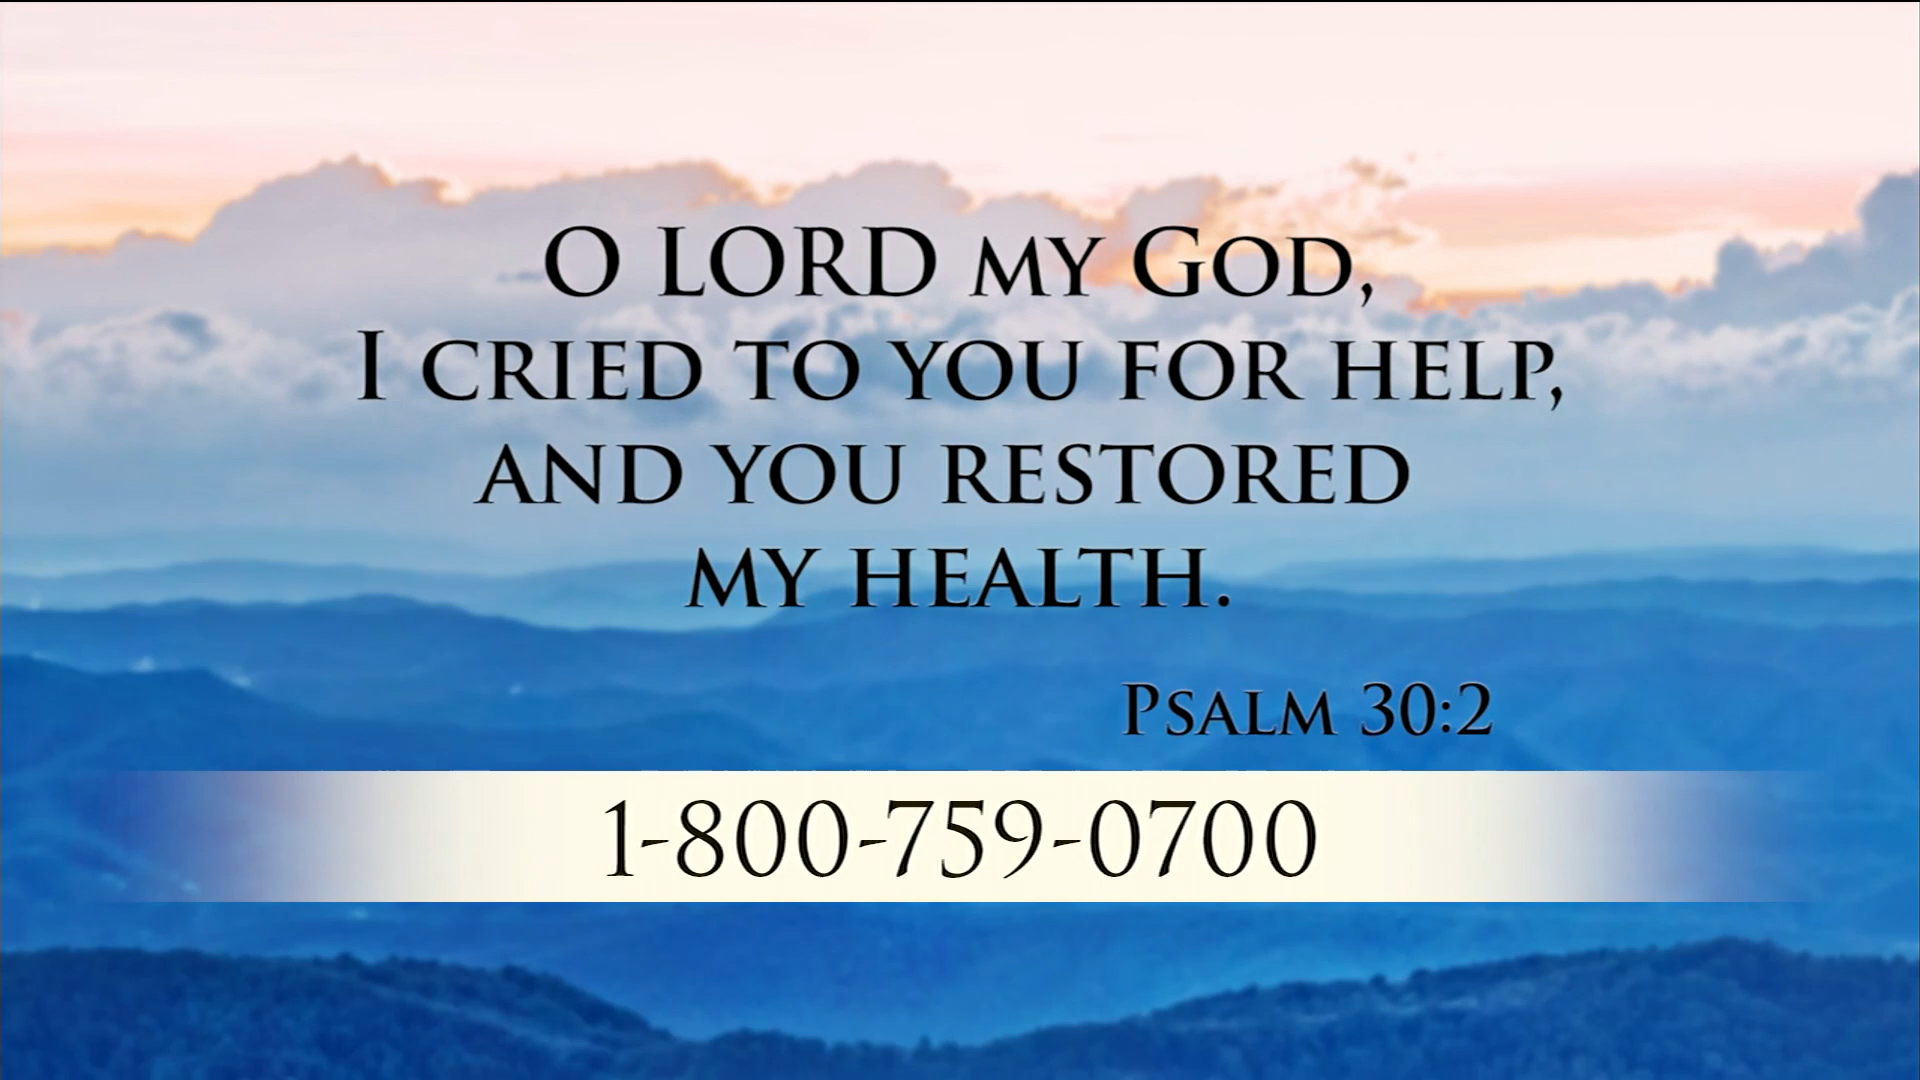 O LORD MY GOD,
I CRIED TO YOU FOR HELP,
AND YOU RESTORED
MY HEALTH.
PSALM 30:2
1-800-759-0700